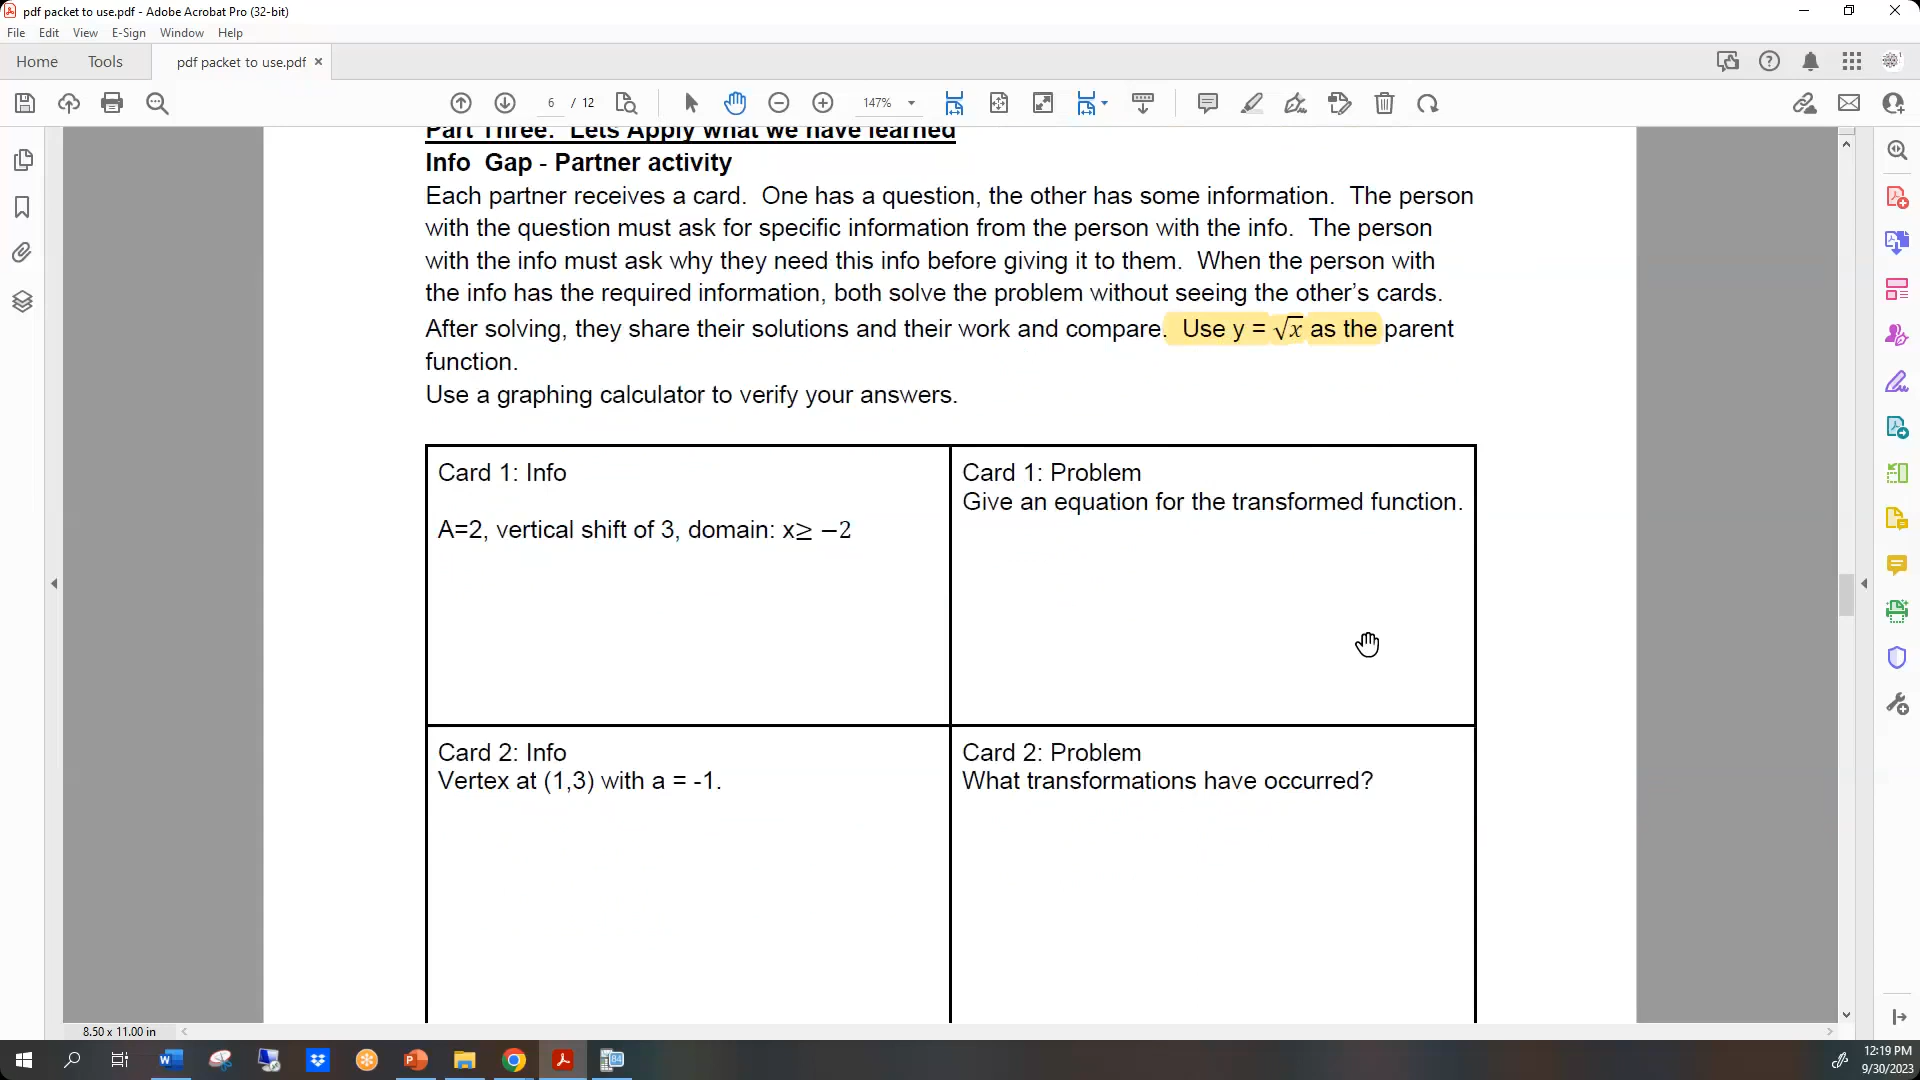 pdf packet to use.pdf - Adobe Acrobat Pro (32-bit)
File Edit View E-Sign Window Help
Home Tools pdf packet to use.pdf ×
6 / 12 147%
Part Three: Lets Apply what we have learned
Info Gap - Partner activity
Each partner receives a card. One has a question, the other has some information. The person
with the question must ask for specific information from the person with the info. The person
with the info must ask why they need this info before giving it to them. When the person with
the info has the required information, both solve the problem without seeing the other's cards.
After solving, they share their solutions and their work and compare. Use y = √x as the parent
function.
Use a graphing calculator to verify your answers.
Card 1: Info
A=2, vertical shift of 3, domain: x≥ −2
Card 1: Problem
Give an equation for the transformed function.
Card 2: Info
Vertex at (1,3) with a = -1.
Card 2: Problem
What transformations have occurred?
8.50 x 11.00 in
12:19 PM
9/30/2023